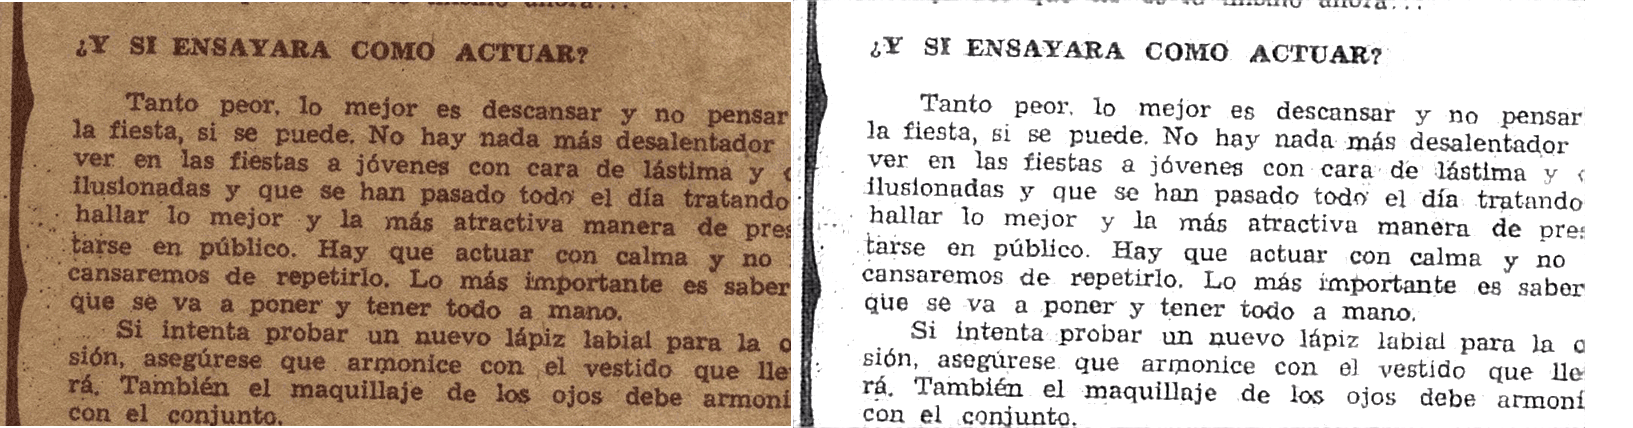 mismo ahora...
¿Y SI ENSAYARA COMO ACTUAR?
Tanto peor, lo mejor es descansar y no pensar
la fiesta, si se puede. No hay nada más desalentador
ver en las fiestas a jóvenes con cara de lástima y
ilusionadas y que se han pasado todo el día tratando
hallar lo mejor y la más atractiva manera de pres
tarse en público. Hay que actuar con calma y no
cansaremos de repetirlo. Lo más importante es saber
que se va a poner y tener todo a mano.
Si intenta probar un nuevo lápiz labial para la
sión, asegúrese que armonice con el vestido que lle
rá. También el maquillaje de los ojos debe armoni
con el conjunto.
mismo ahora...
¿Y SI ENSAYARA COMO ACTUAR?
Tanto peor, lo mejor es descansar y no pensar
la fiesta, si se puede. No hay nada más desalentador
ver en las fiestas a jóvenes con cara de lástima y
ilusionadas y que se han pasado todo el día tratando
hallar lo mejor y la más atractiva manera de pres
tarse en público. Hay que actuar con calma y no
cansaremos de repetirlo. Lo más importante es saber
que se va a poner y tener todo a mano.
Si intenta probar un nuevo lápiz labial para la
sión, asegúrese que armonice con el vestido que lle
rá. También el maquillaje de los ojos debe armoni
con el conjunto.